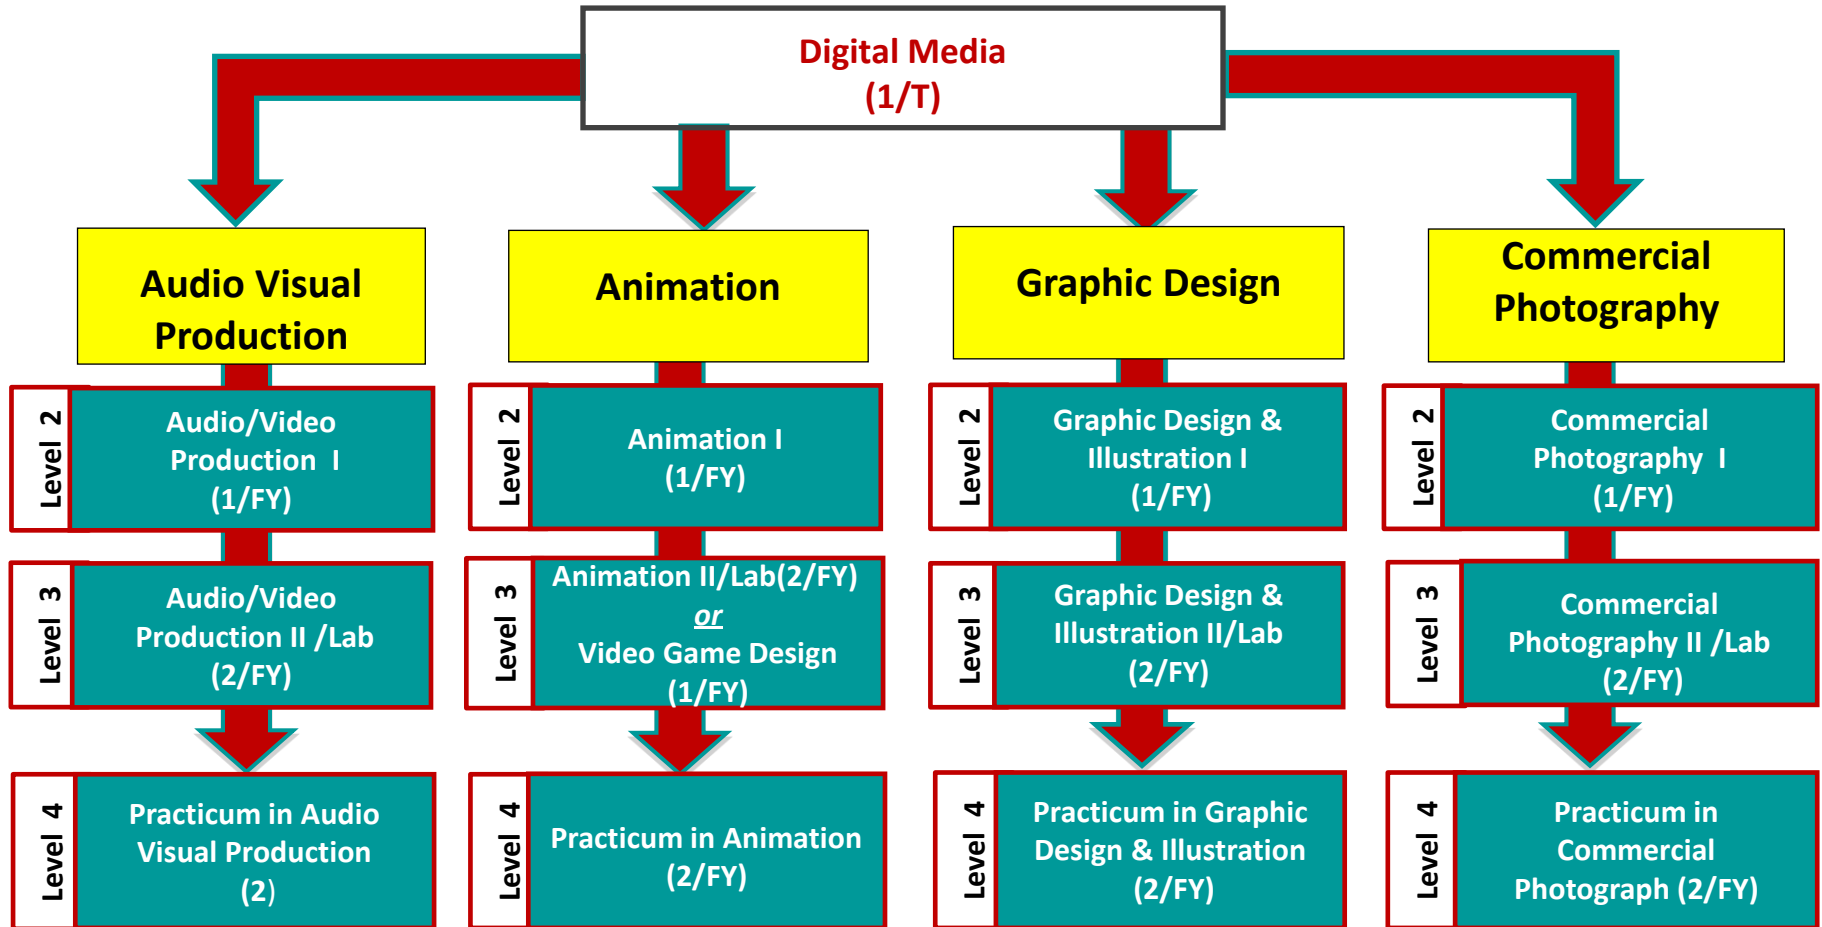 Digital Media
(1/T)
Audio Visual
Production
Animation
Graphic Design
Commercial
Photography
Level 2
Audio/Video
Production I
(1/FY)
Level 2
Animation I
(1/FY)
Level 2
Graphic Design &
Illustration I
(1/FY)
Level 2
Commercial
Photography I
(1/FY)
Level 3
Audio/Video
Production II /Lab
(2/FY)
Level 3
Animation II/Lab(2/FY)
or
Video Game Design
(1/FY)
Level 3
Graphic Design &
Illustration II/Lab
(2/FY)
Level 3
Commercial
Photography II /Lab
(2/FY)
Level 4
Practicum in Audio
Visual Production
(2)
Level 4
Practicum in Animation
(2/FY)
Level 4
Practicum in Graphic
Design & Illustration
(2/FY)
Level 4
Practicum in
Commercial
Photograph (2/FY)